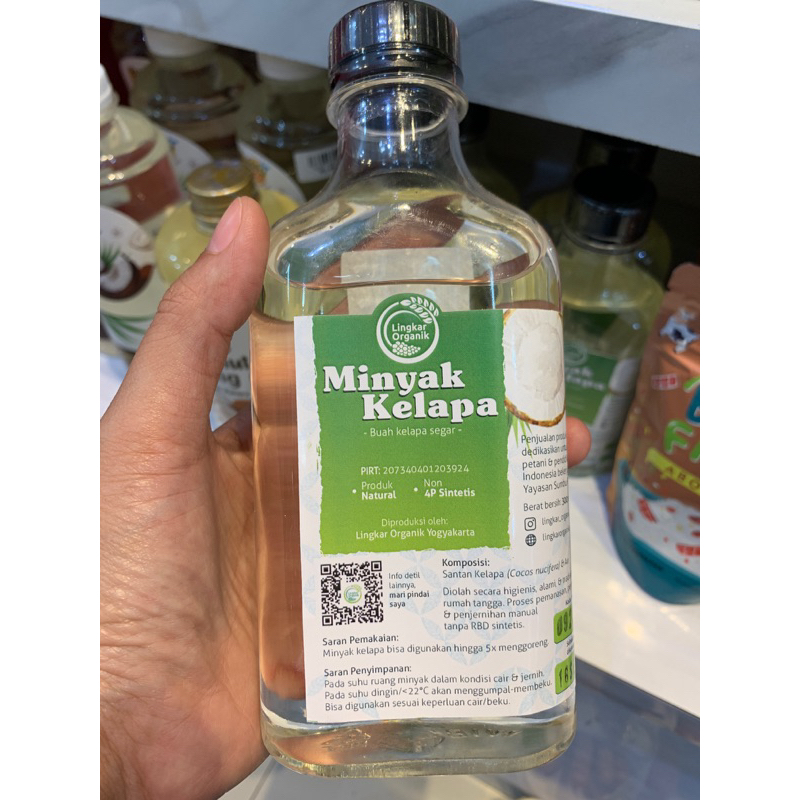 Lingkar
Organik
Minyak
Kelapa
- Buah kelapa segar -
PIRT: 207340401203924
• Produk
Natural
• Non
4P Sintetis
Diproduksi oleh:
Lingkar Organik Yogyakarta
Penjualan
dedikasikan
petani &
Indonesia
Yayasan
Berat bersih:
Info detil
lainnya,
mari pindai
saya
Komposisi:
Santan Kelapa (Cocos nucifera) &
Diolah secara higienis, alami, &
rumah tangga. Proses pemanasan,
& penjernihan manual
tanpa RBD sintetis.
Saran Pemakaian:
Minyak kelapa bisa digunakan hingga 5x menggoreng.
Saran Penyimpanan:
Pada suhu ruang minyak dalam kondisi cair & jernih.
Pada suhu dingin/<22°C akan menggumpal-membeku.
Bisa digunakan sesuai keperluan cair/beku.
Minyak
Kelapa